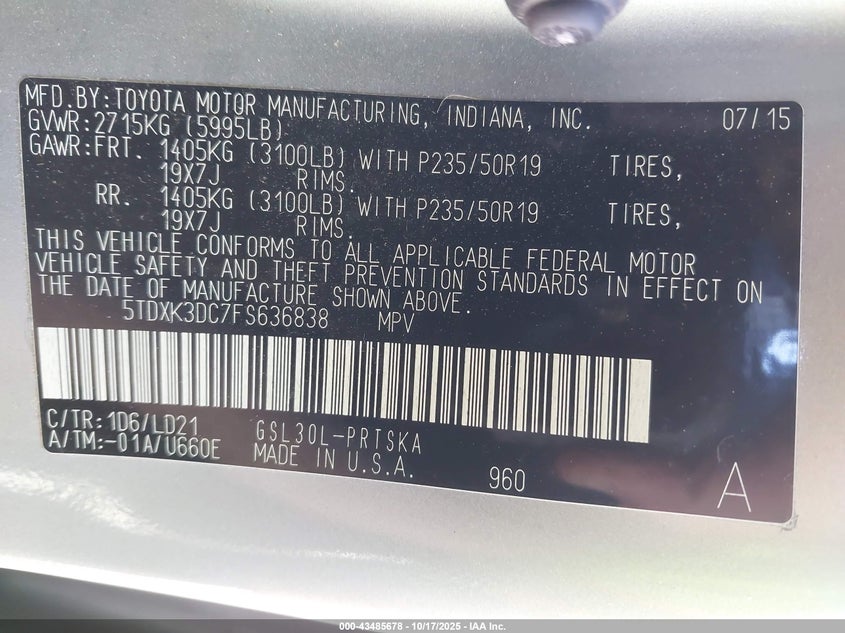 MFD.BY:TOYOTA MOTOR MANUFACTURING, INDIANA, INC. 07/15
GVWR:2715KG (5995LB)
GAWR:FRT. 1405KG (3100LB) WITH P235/50R19 TIRES,
19X7J RIMS.
RR. 1405KG (3100LB) WITH P235/50R19 TIRES,
19X7J RIMS.
THIS VEHICLE CONFORMS TO ALL APPLICABLE FEDERAL MOTOR
VEHICLE SAFETY AND THEFT PREVENTION STANDARDS IN EFFECT ON
THE DATE OF MANUFACTURE SHOWN ABOVE.
5TDXK3DC7FS636838 MPV
C/TR:1D6/LD21 GSL30L-PRTSKA
A/TM:-01A/U660E MADE IN U.S.A. 960 A
000-43485678 - 10/17/2025 - IAA Inc.